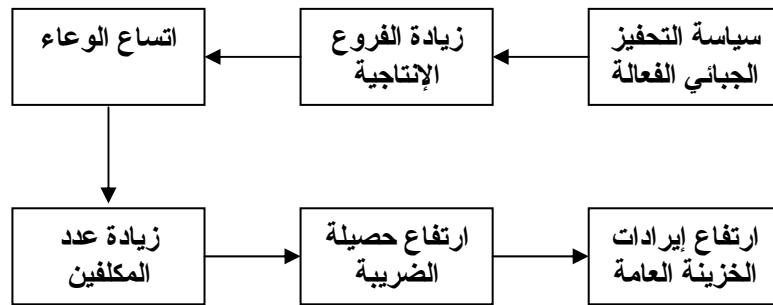 سياسة التحفيز
الجبائي الفعالة
زيادة الفروع
الإنتاجية
اتساع الوعاء
زيادة عدد
المكلفين
ارتفاع حصيلة
الضريبة
ارتفاع إيرادات
الخزينة العامة